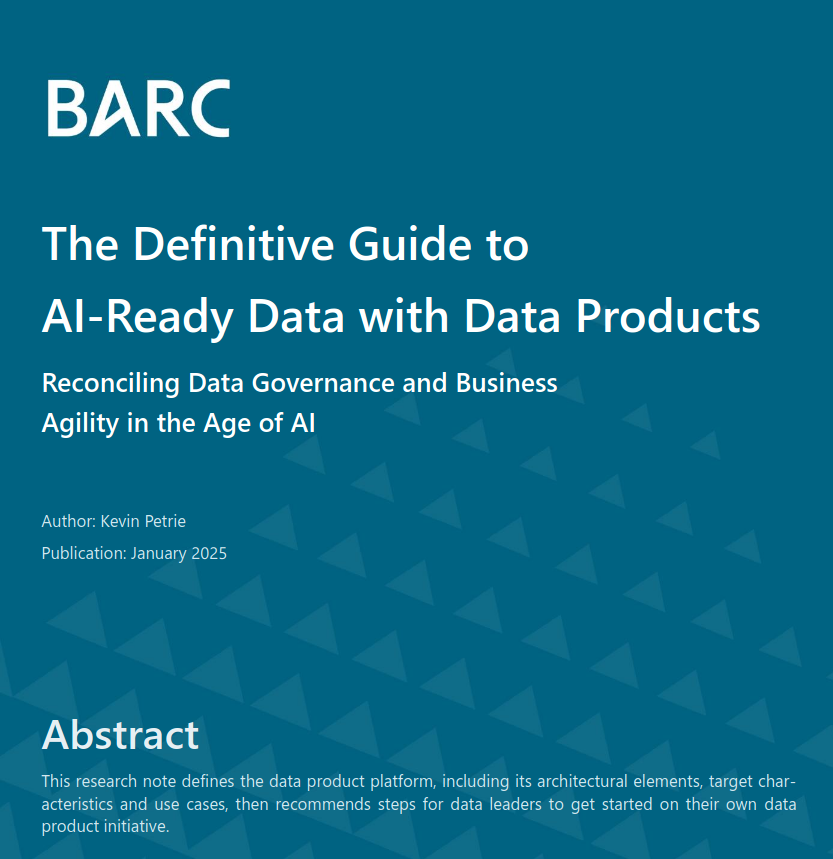 BARC
The Definitive Guide to
AI-Ready Data with Data Products
Reconciling Data Governance and Business
Agility in the Age of AI
Author: Kevin Petrie
Publication: January 2025
Abstract
This research note defines the data product platform, including its architectural elements, target char-
acteristics and use cases, then recommends steps for data leaders to get started on their own data
product initiative.